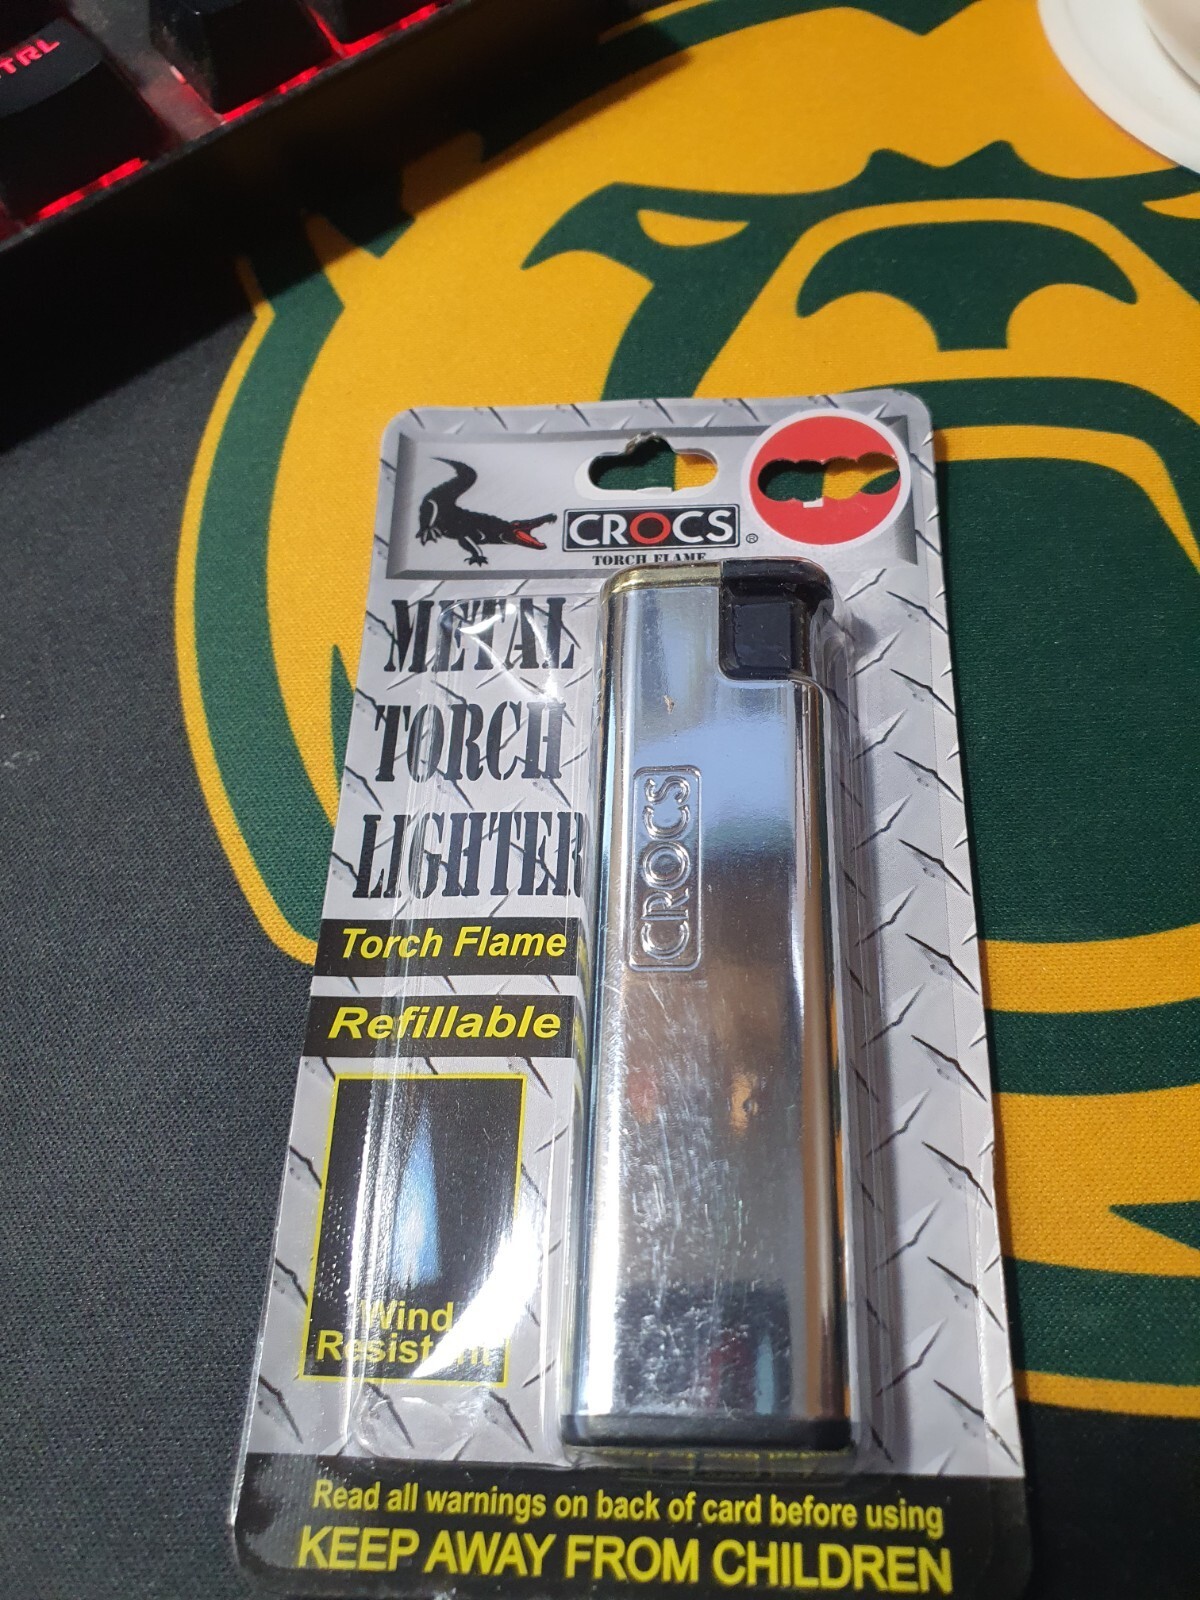 CROCS ®
TORCH FLAME
METAL
TORCH
LIGHTER
CROCS
Torch Flame
Refillable
Wind
Resistant
Read all warnings on back of card before using
KEEP AWAY FROM CHILDREN